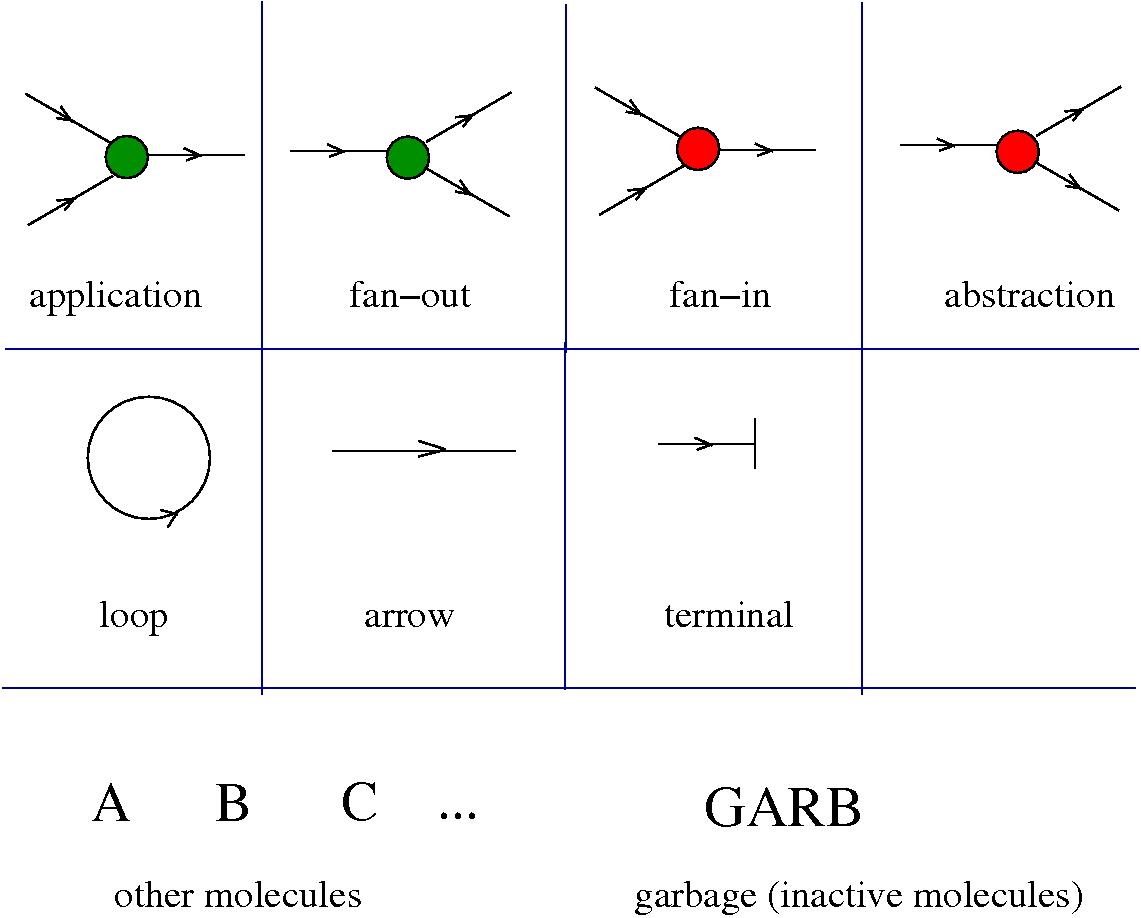 application
fan−out
fan−in
abstraction
loop
arrow
terminal
A B C ...
GARB
other molecules
garbage (inactive molecules)